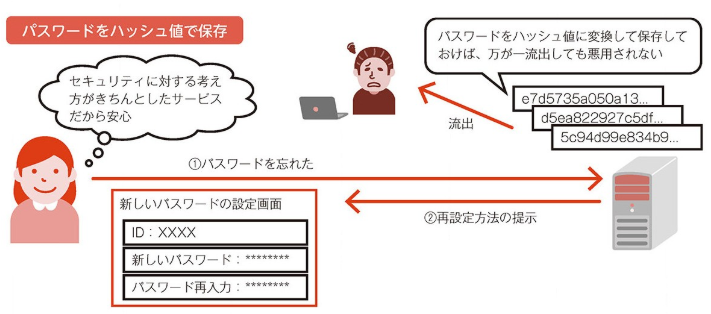 パスワードをハッシュ値で保存
セキュリティに対する考え
方がきちんとしたサービス
だから安心
パスワードをハッシュ値に変換して保存して
おけば、万が一流出しても悪用されない
e7d5735a050a13...
d5ea822927c5df...
5c94d99e834b9...
流出
①パスワードを忘れた
②再設定方法の提示
新しいパスワードの設定画面
ID：XXXX
新しいパスワード：********
パスワード再入力：********